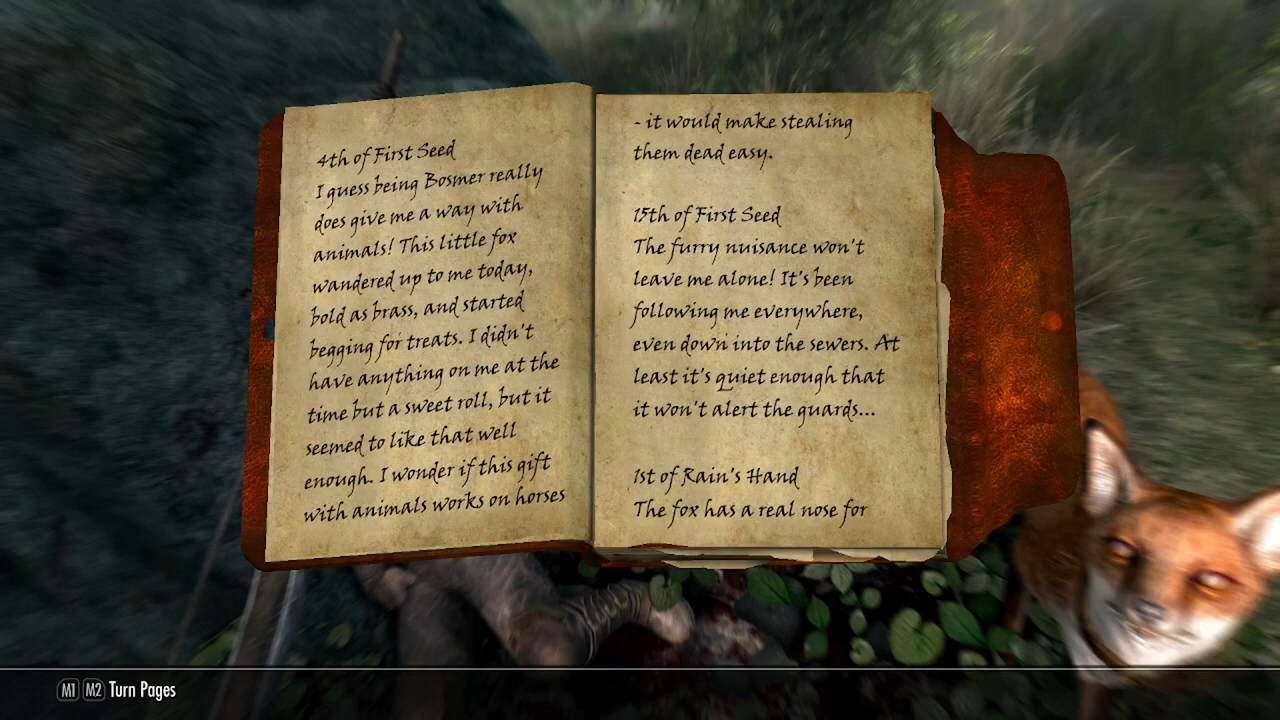 4th of First Seed
I guess being Bosmer really
does give me a way with
animals! This little fox
wandered up to me today,
bold as brass, and started
begging for treats. I didn't
have anything on me at the
time but a sweet roll, but it
seemed to like that well
enough. I wonder if this gift
with animals works on horses
- it would make stealing
them dead easy.
15th of First Seed
The furry nuisance won't
leave me alone! It's been
following me everywhere,
even down into the sewers. At
least it's quiet enough that
it won't alert the guards...
1st of Rain's Hand
The fox has a real nose for
M1 M2 Turn Pages